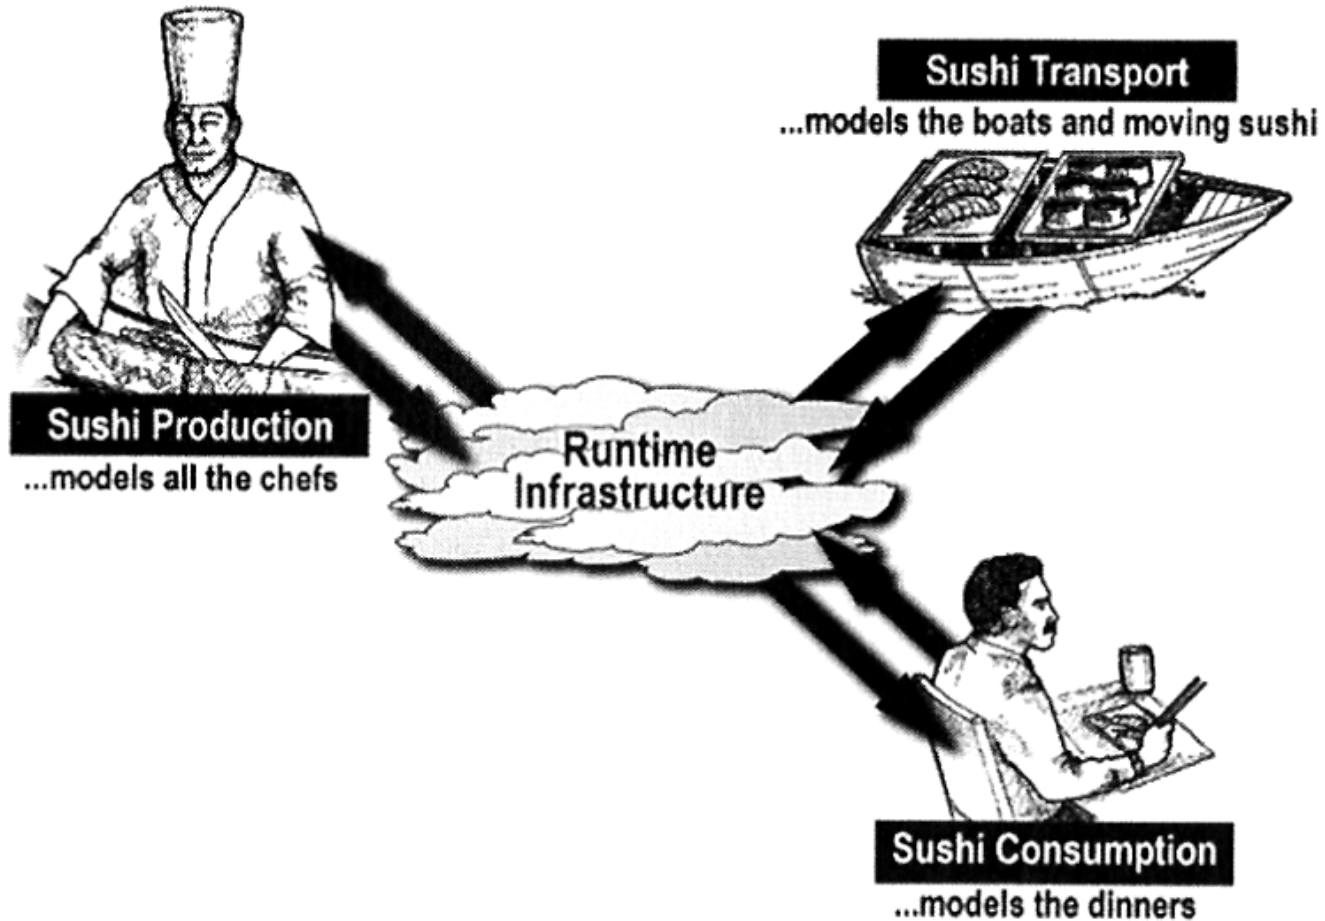 Sushi Transport
...models the boats and moving sushi
Sushi Production
...models all the chefs
Runtime
Infrastructure
Sushi Consumption
...models the dinners